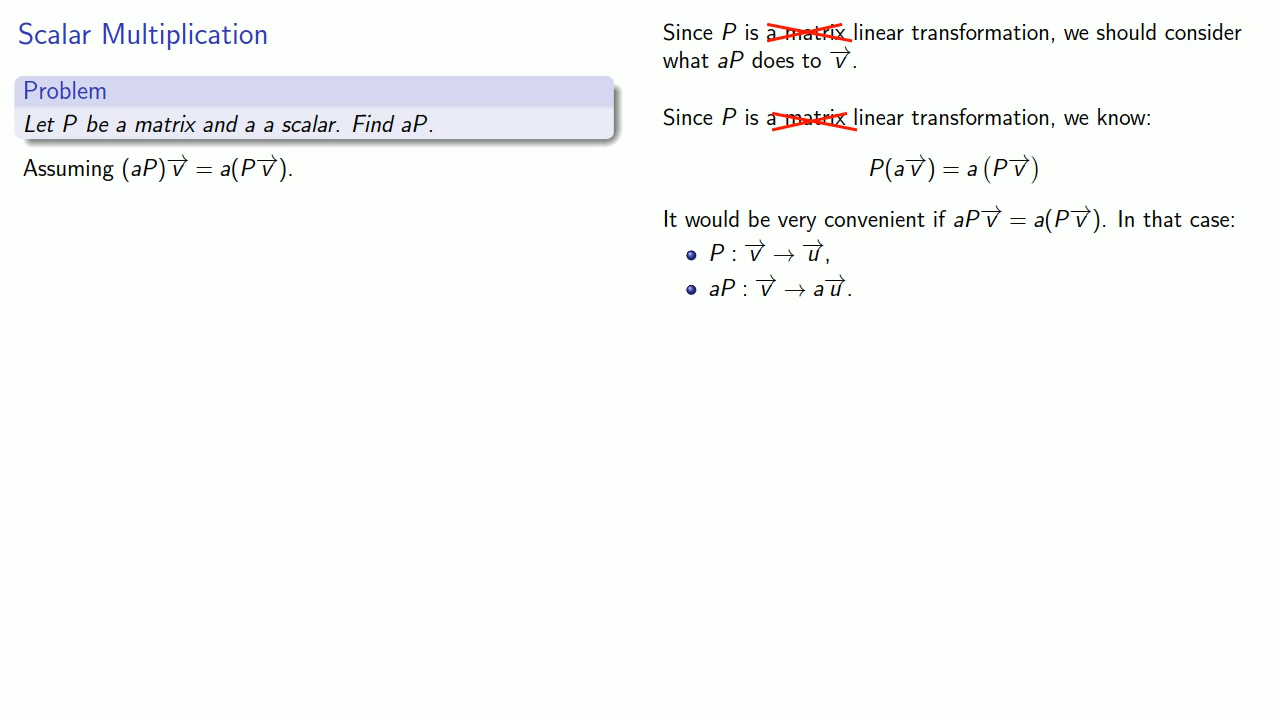 Scalar Multiplication
Problem
Let P be a matrix and a a scalar. Find aP.
Assuming (aP)v⃗ = a(Pv⃗).
Since P is a matrix linear transformation, we should consider
what aP does to v⃗.
Since P is a matrix linear transformation, we know:
P(av⃗) = a (Pv⃗)
It would be very convenient if aPv⃗ = a(Pv⃗). In that case:
• P : v⃗ → u⃗,
• aP : v⃗ → au⃗.